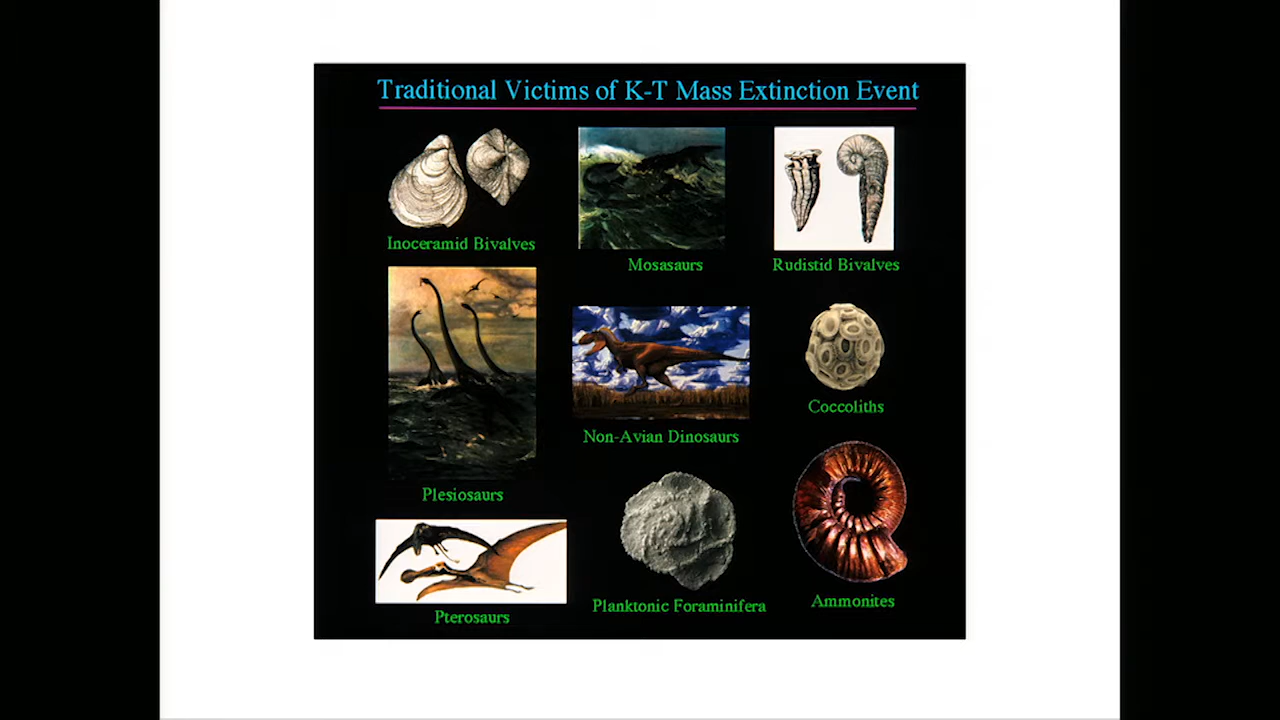 Traditional Victims of K-T Mass Extinction Event
Inoceramid Bivalves
Mosasaurs
Rudistid Bivalves
Plesiosaurs
Non-Avian Dinosaurs
Coccoliths
Pterosaurs
Planktonic Foraminifera
Ammonites